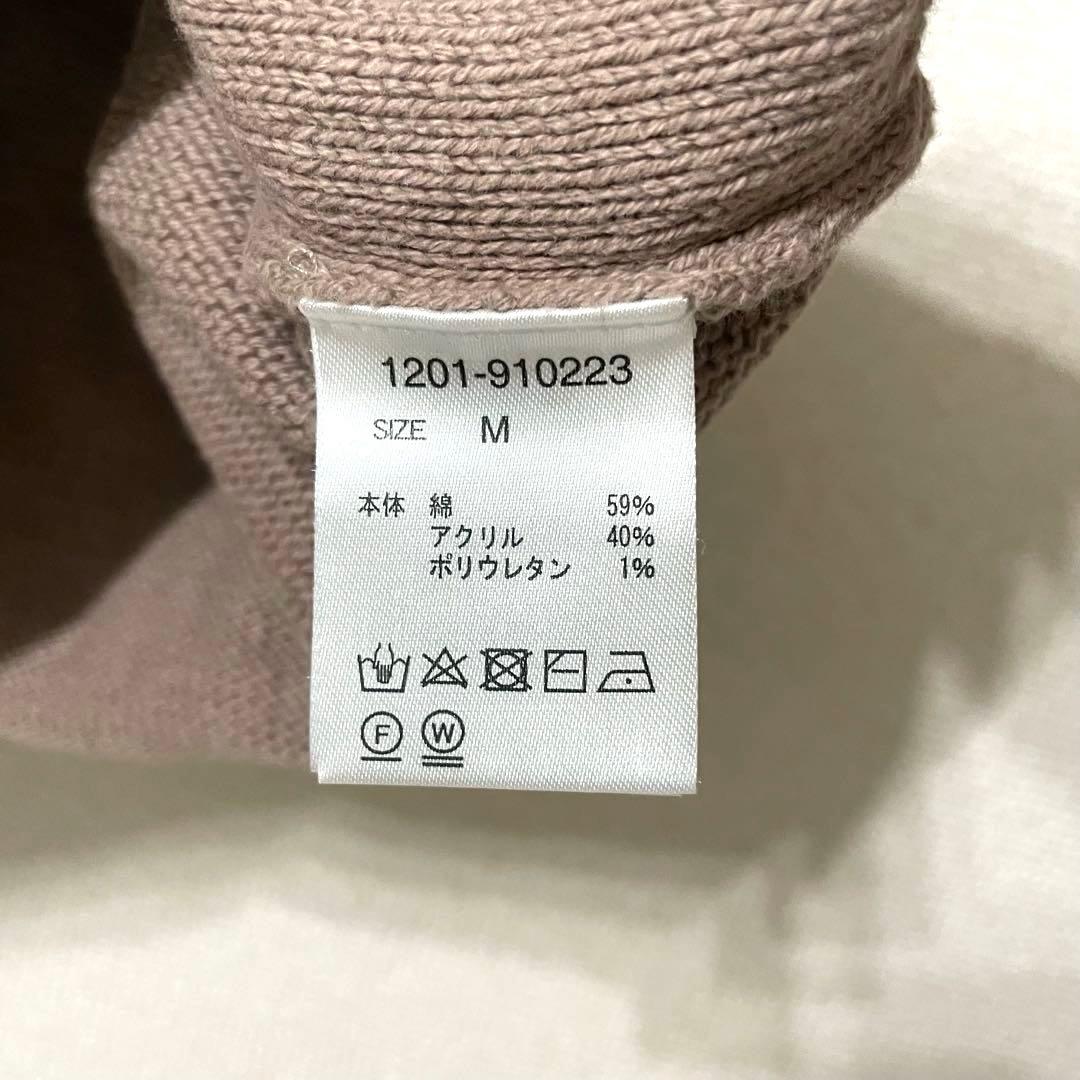 1201-910223
SIZE M
本体 綿 59%
アクリル 40%
ポリウレタン 1%
F W